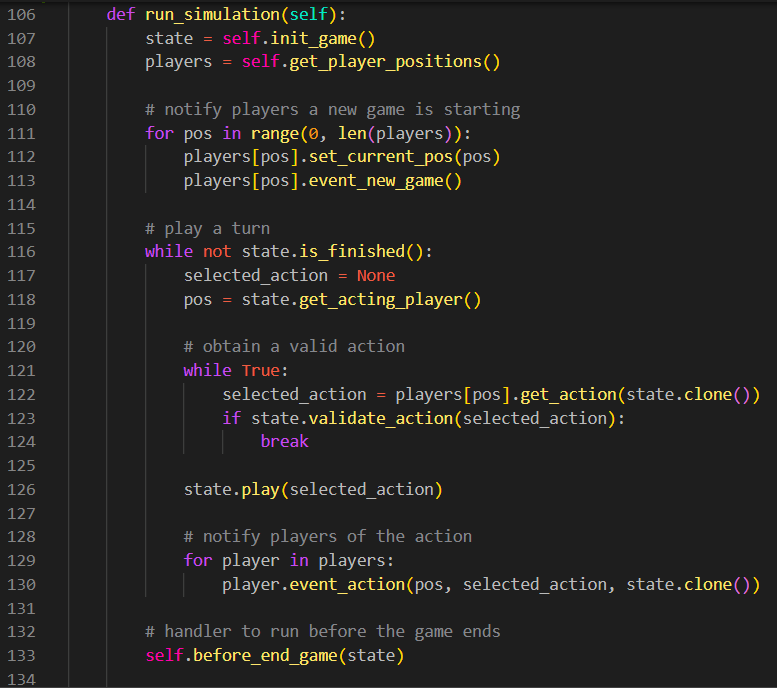 106 def run_simulation(self):
107 state = self.init_game()
108 players = self.get_player_positions()
109
110 # notify players a new game is starting
111 for pos in range(0, len(players)):
112 players[pos].set_current_pos(pos)
113 players[pos].event_new_game()
114
115 # play a turn
116 while not state.is_finished():
117 selected_action = None
118 pos = state.get_acting_player()
119
120 # obtain a valid action
121 while True:
122 selected_action = players[pos].get_action(state.clone())
123 if state.validate_action(selected_action):
124 break
125
126 state.play(selected_action)
127
128 # notify players of the action
129 for player in players:
130 player.event_action(pos, selected_action, state.clone())
131
132 # handler to run before the game ends
133 self.before_end_game(state)
134